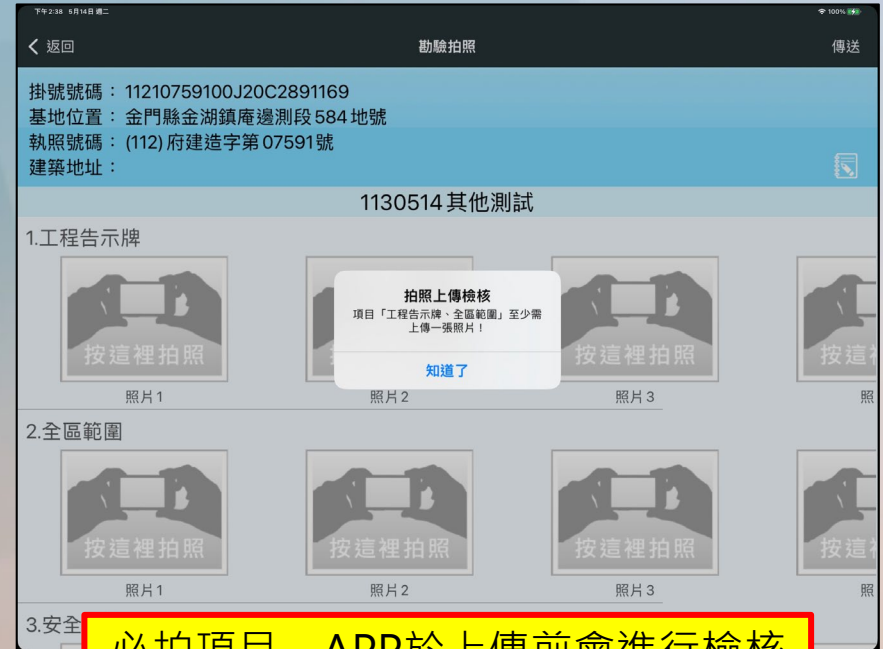 下午2:38 5月14日 週二
100%
返回
勘驗拍照
傳送
掛號號碼：11210759100J20C2891169
基地位置：金門縣金湖鎮庵邊測段584地號
執照號碼：(112)府建造字第07591號
建築地址：
1130514其他測試
1.工程告示牌
拍照上傳檢核
項目「工程告示牌、全區範圍」至少需
上傳一張照片！
知道了
按這裡拍照
按這裡拍照
按這
照片1
照片2
照片3
照
2.全區範圍
按這裡拍照
按這裡拍照
按這裡拍照
按這
照片1
照片2
照片3
照
3.安全
必拍項目，APP於上傳前會進行檢核